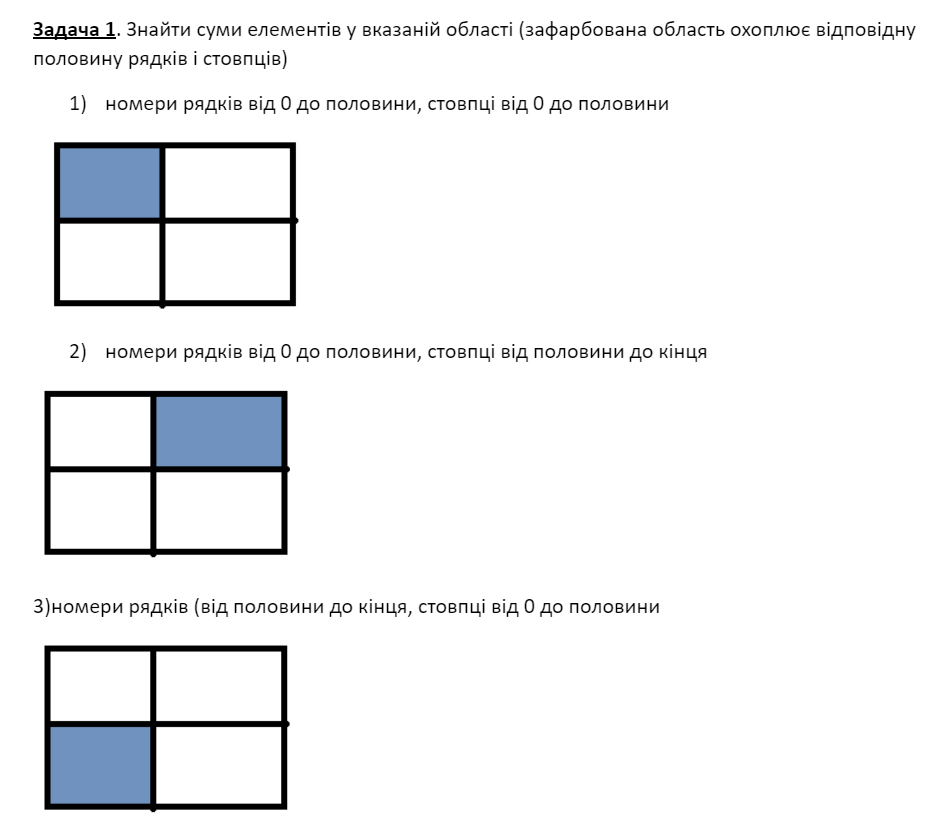 Задача 1. Знайти суми елементів у вказаній області (зафарбована область охоплює відповідну
половину рядків і стовпців)
1) номери рядків від 0 до половини, стовпці від 0 до половини
2) номери рядків від 0 до половини, стовпці від половини до кінця
3)номери рядків (від половини до кінця, стовпці від 0 до половини